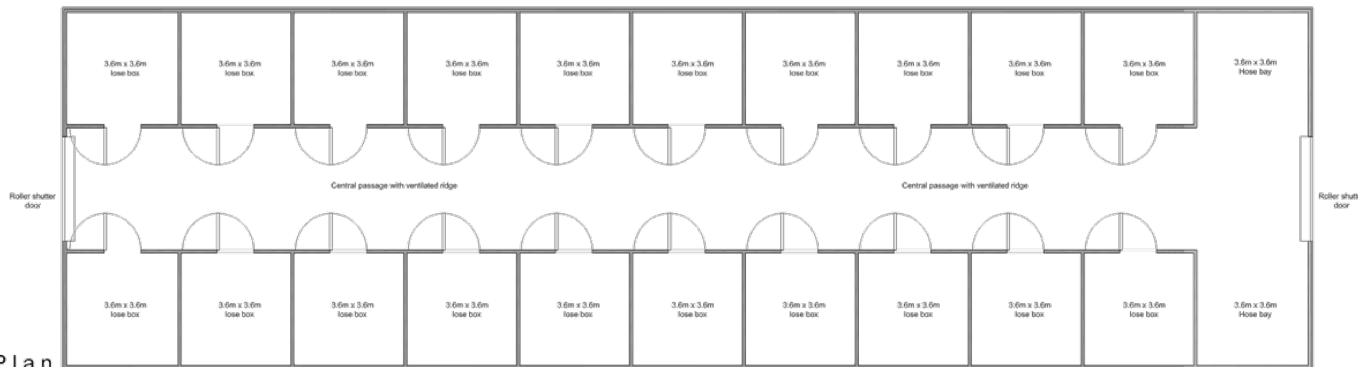 3.6m x 3.6m
lose box
3.6m x 3.6m
lose box
3.6m x 3.6m
lose box
3.6m x 3.6m
lose box
3.6m x 3.6m
lose box
3.6m x 3.6m
lose box
3.6m x 3.6m
lose box
3.6m x 3.6m
lose box
3.6m x 3.6m
lose box
3.6m x 3.6m
lose box
3.6m x 3.6m
Hose bay
Roller shutter
door
Central passage with ventilated ridge
Central passage with ventilated ridge
Roller shutte
door
3.6m x 3.6m
lose box
3.6m x 3.6m
lose box
3.6m x 3.6m
lose box
3.6m x 3.6m
lose box
3.6m x 3.6m
lose box
3.6m x 3.6m
lose box
3.6m x 3.6m
lose box
3.6m x 3.6m
lose box
3.6m x 3.6m
lose box
3.6m x 3.6m
lose box
3.6m x 3.6m
Hose bay
Plan